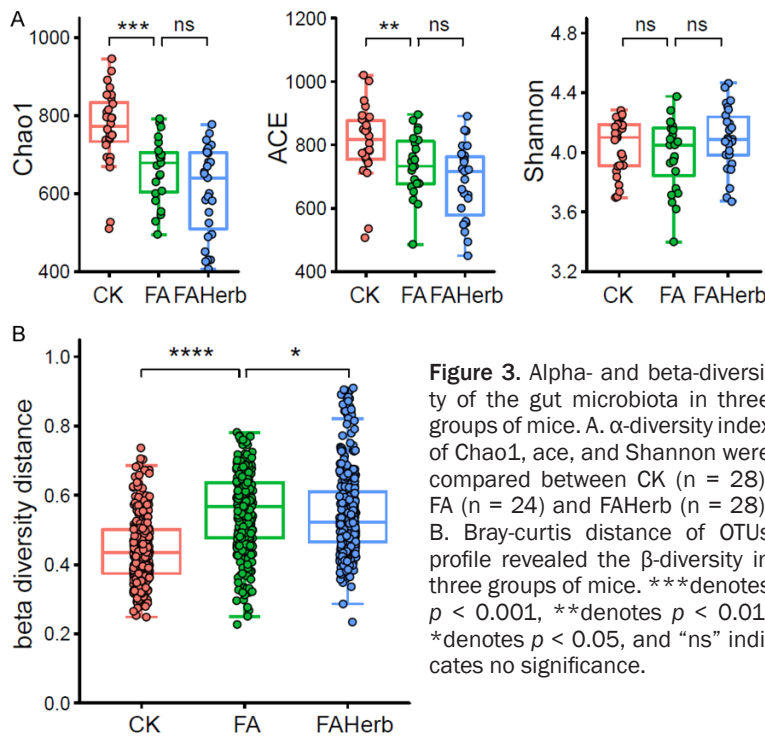 A
*** ns
Chao1
1000
800
600
400
CK FA FAHerb
** ns
ACE
1200
1000
800
600
400
CK FA FAHerb
ns ns
Shannon
4.8
4.4
4.0
3.6
3.2
CK FA FAHerb
B
**** *
beta diversity distance
1.0
0.8
0.6
0.4
0.2
0.0
CK FA FAHerb
Figure 3. Alpha- and beta-diversi-
ty of the gut microbiota in three
groups of mice. A. α-diversity index
of Chao1, ace, and Shannon were
compared between CK (n = 28)
FA (n = 24) and FAHerb (n = 28)
B. Bray-curtis distance of OTUs
profile revealed the β-diversity in
three groups of mice. ***denotes
p < 0.001, **denotes p < 0.01
*denotes p < 0.05, and “ns” indi-
cates no significance.